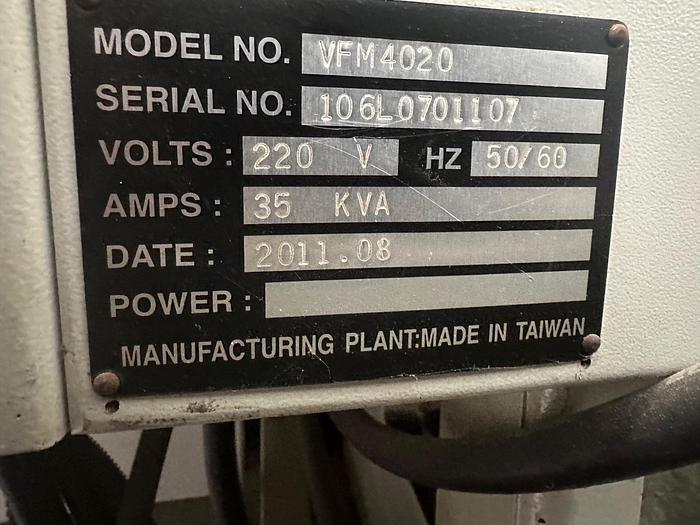 MODEL NO. VFM4020
SERIAL NO. 106L0701107
VOLTS : 220 V HZ 50/60
AMPS : 35 KVA
DATE : 2011.08
POWER :
MANUFACTURING PLANT:MADE IN TAIWAN